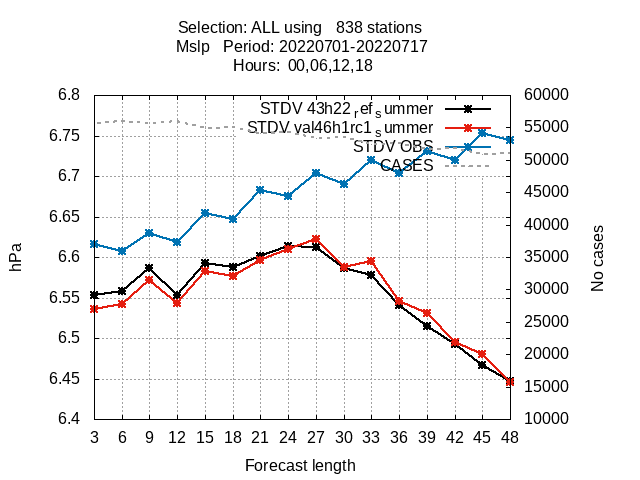 Selection: ALL using   838 stations
Mslp   Period: 20220701-20220717
Hours:  00,06,12,18
6.8
6.75
6.7
6.65
6.6
6.55
6.5
6.45
6.4
60000
55000
50000
45000
40000
35000
30000
25000
20000
15000
10000
STDV 43h22 ref summer
STDV val46h1rc1 summer
STDV OBS
CASES
hPa
No cases
3 6 9 12 15 18 21 24 27 30 33 36 39 42 45 48
Forecast length